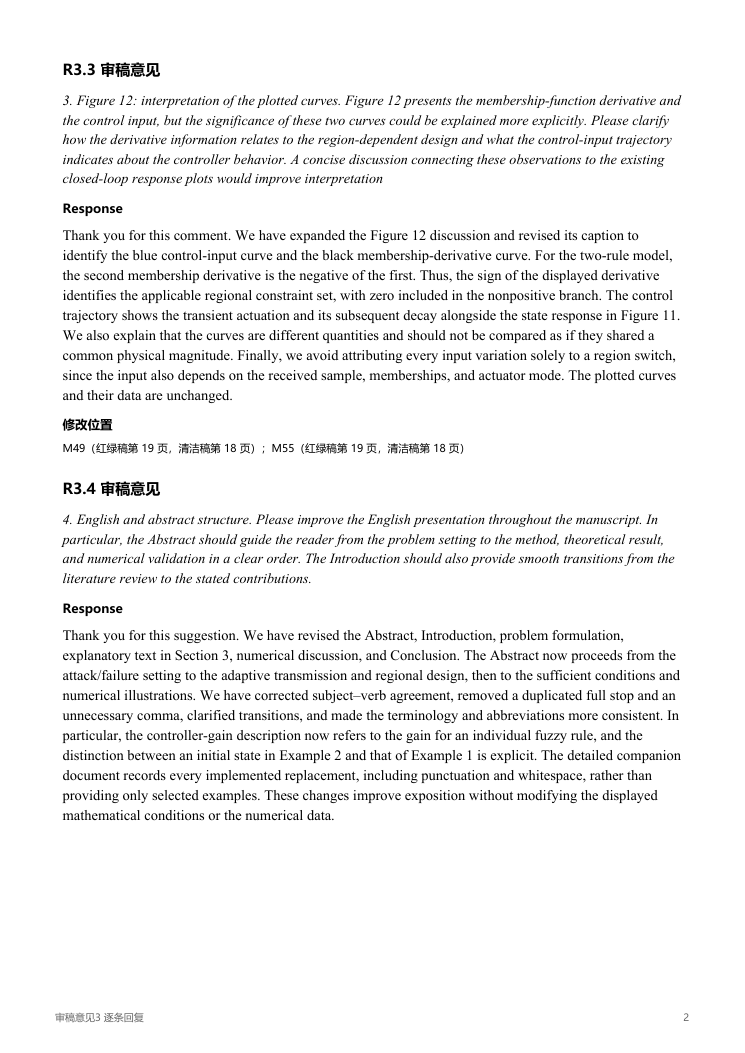 R3.3 审稿意见
3. Figure 12: interpretation of the plotted curves. Figure 12 presents the membership-function derivative and
the control input, but the significance of these two curves could be explained more explicitly. Please clarify
how the derivative information relates to the region-dependent design and what the control-input trajectory
indicates about the controller behavior. A concise discussion connecting these observations to the existing
closed-loop response plots would improve interpretation
Response
Thank you for this comment. We have expanded the Figure 12 discussion and revised its caption to
identify the blue control-input curve and the black membership-derivative curve. For the two-rule model,
the second membership derivative is the negative of the first. Thus, the sign of the displayed derivative
identifies the applicable regional constraint set, with zero included in the nonpositive branch. The control
trajectory shows the transient actuation and its subsequent decay alongside the state response in Figure 11.
We also explain that the curves are different quantities and should not be compared as if they shared a
common physical magnitude. Finally, we avoid attributing every input variation solely to a region switch,
since the input also depends on the received sample, memberships, and actuator mode. The plotted curves
and their data are unchanged.
修改位置
M49（红绿稿第 19 页，清洁稿第 18 页）; M55（红绿稿第 19 页，清洁稿第 18 页）
R3.4 审稿意见
4. English and abstract structure. Please improve the English presentation throughout the manuscript. In
particular, the Abstract should guide the reader from the problem setting to the method, theoretical result,
and numerical validation in a clear order. The Introduction should also provide smooth transitions from the
literature review to the stated contributions.
Response
Thank you for this suggestion. We have revised the Abstract, Introduction, problem formulation,
explanatory text in Section 3, numerical discussion, and Conclusion. The Abstract now proceeds from the
attack/failure setting to the adaptive transmission and regional design, then to the sufficient conditions and
numerical illustrations. We have corrected subject–verb agreement, removed a duplicated full stop and an
unnecessary comma, clarified transitions, and made the terminology and abbreviations more consistent. In
particular, the controller-gain description now refers to the gain for an individual fuzzy rule, and the
distinction between an initial state in Example 2 and that of Example 1 is explicit. The detailed companion
document records every implemented replacement, including punctuation and whitespace, rather than
providing only selected examples. These changes improve exposition without modifying the displayed
mathematical conditions or the numerical data.
审稿意见3 逐条回复
2